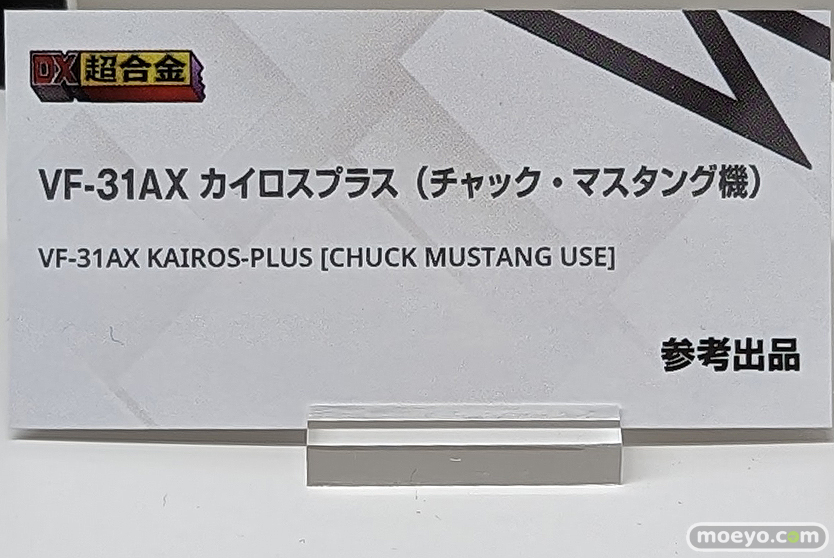 DX超合金
VF-31AX カイロスプラス（チャック・マスタング機）
VF-31AX KAIROS-PLUS [CHUCK MUSTANG USE]
参考出品
moeyo.com